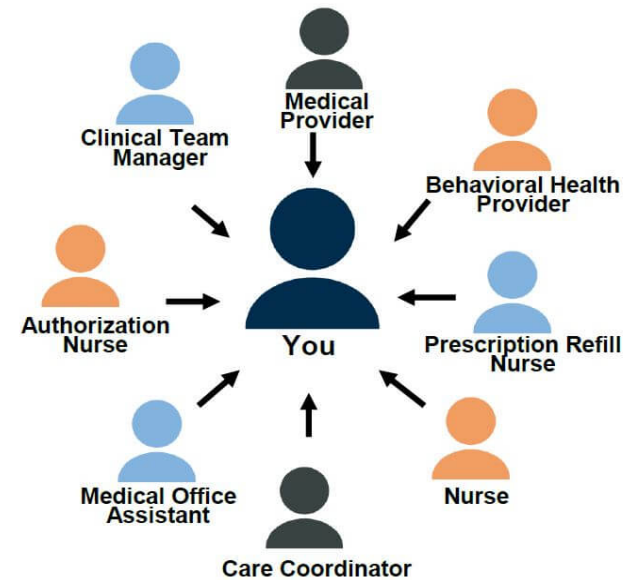 Medical
Provider
Clinical Team
Manager
Behavioral Health
Provider
Authorization
Nurse
You
Prescription Refill
Nurse
Medical Office
Assistant
Nurse
Care Coordinator